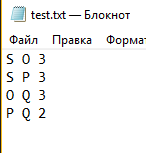 test.txt — Блокнот
Файл Правка Формат
S O 3
S P 3
O Q 3
P Q 2